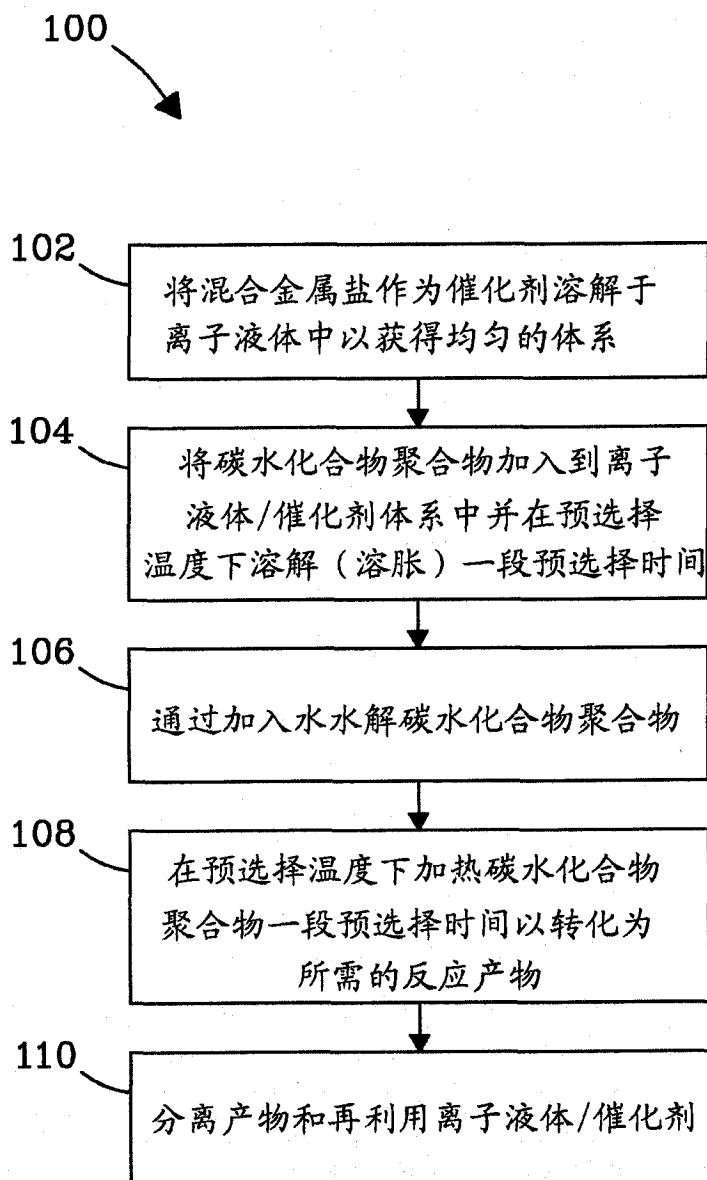 100
102
将混合金属盐作为催化剂溶解于
离子液体中以获得均匀的体系
104
将碳水化合物聚合物加入到离子
液体/催化剂体系中并在预选择
温度下溶解（溶胀）一段预选择时间
106
通过加入水水解碳水化合物聚合物
108
在预选择温度下加热碳水化合物
聚合物一段预选择时间以转化为
所需的反应产物
110
分离产物和再利用离子液体/催化剂